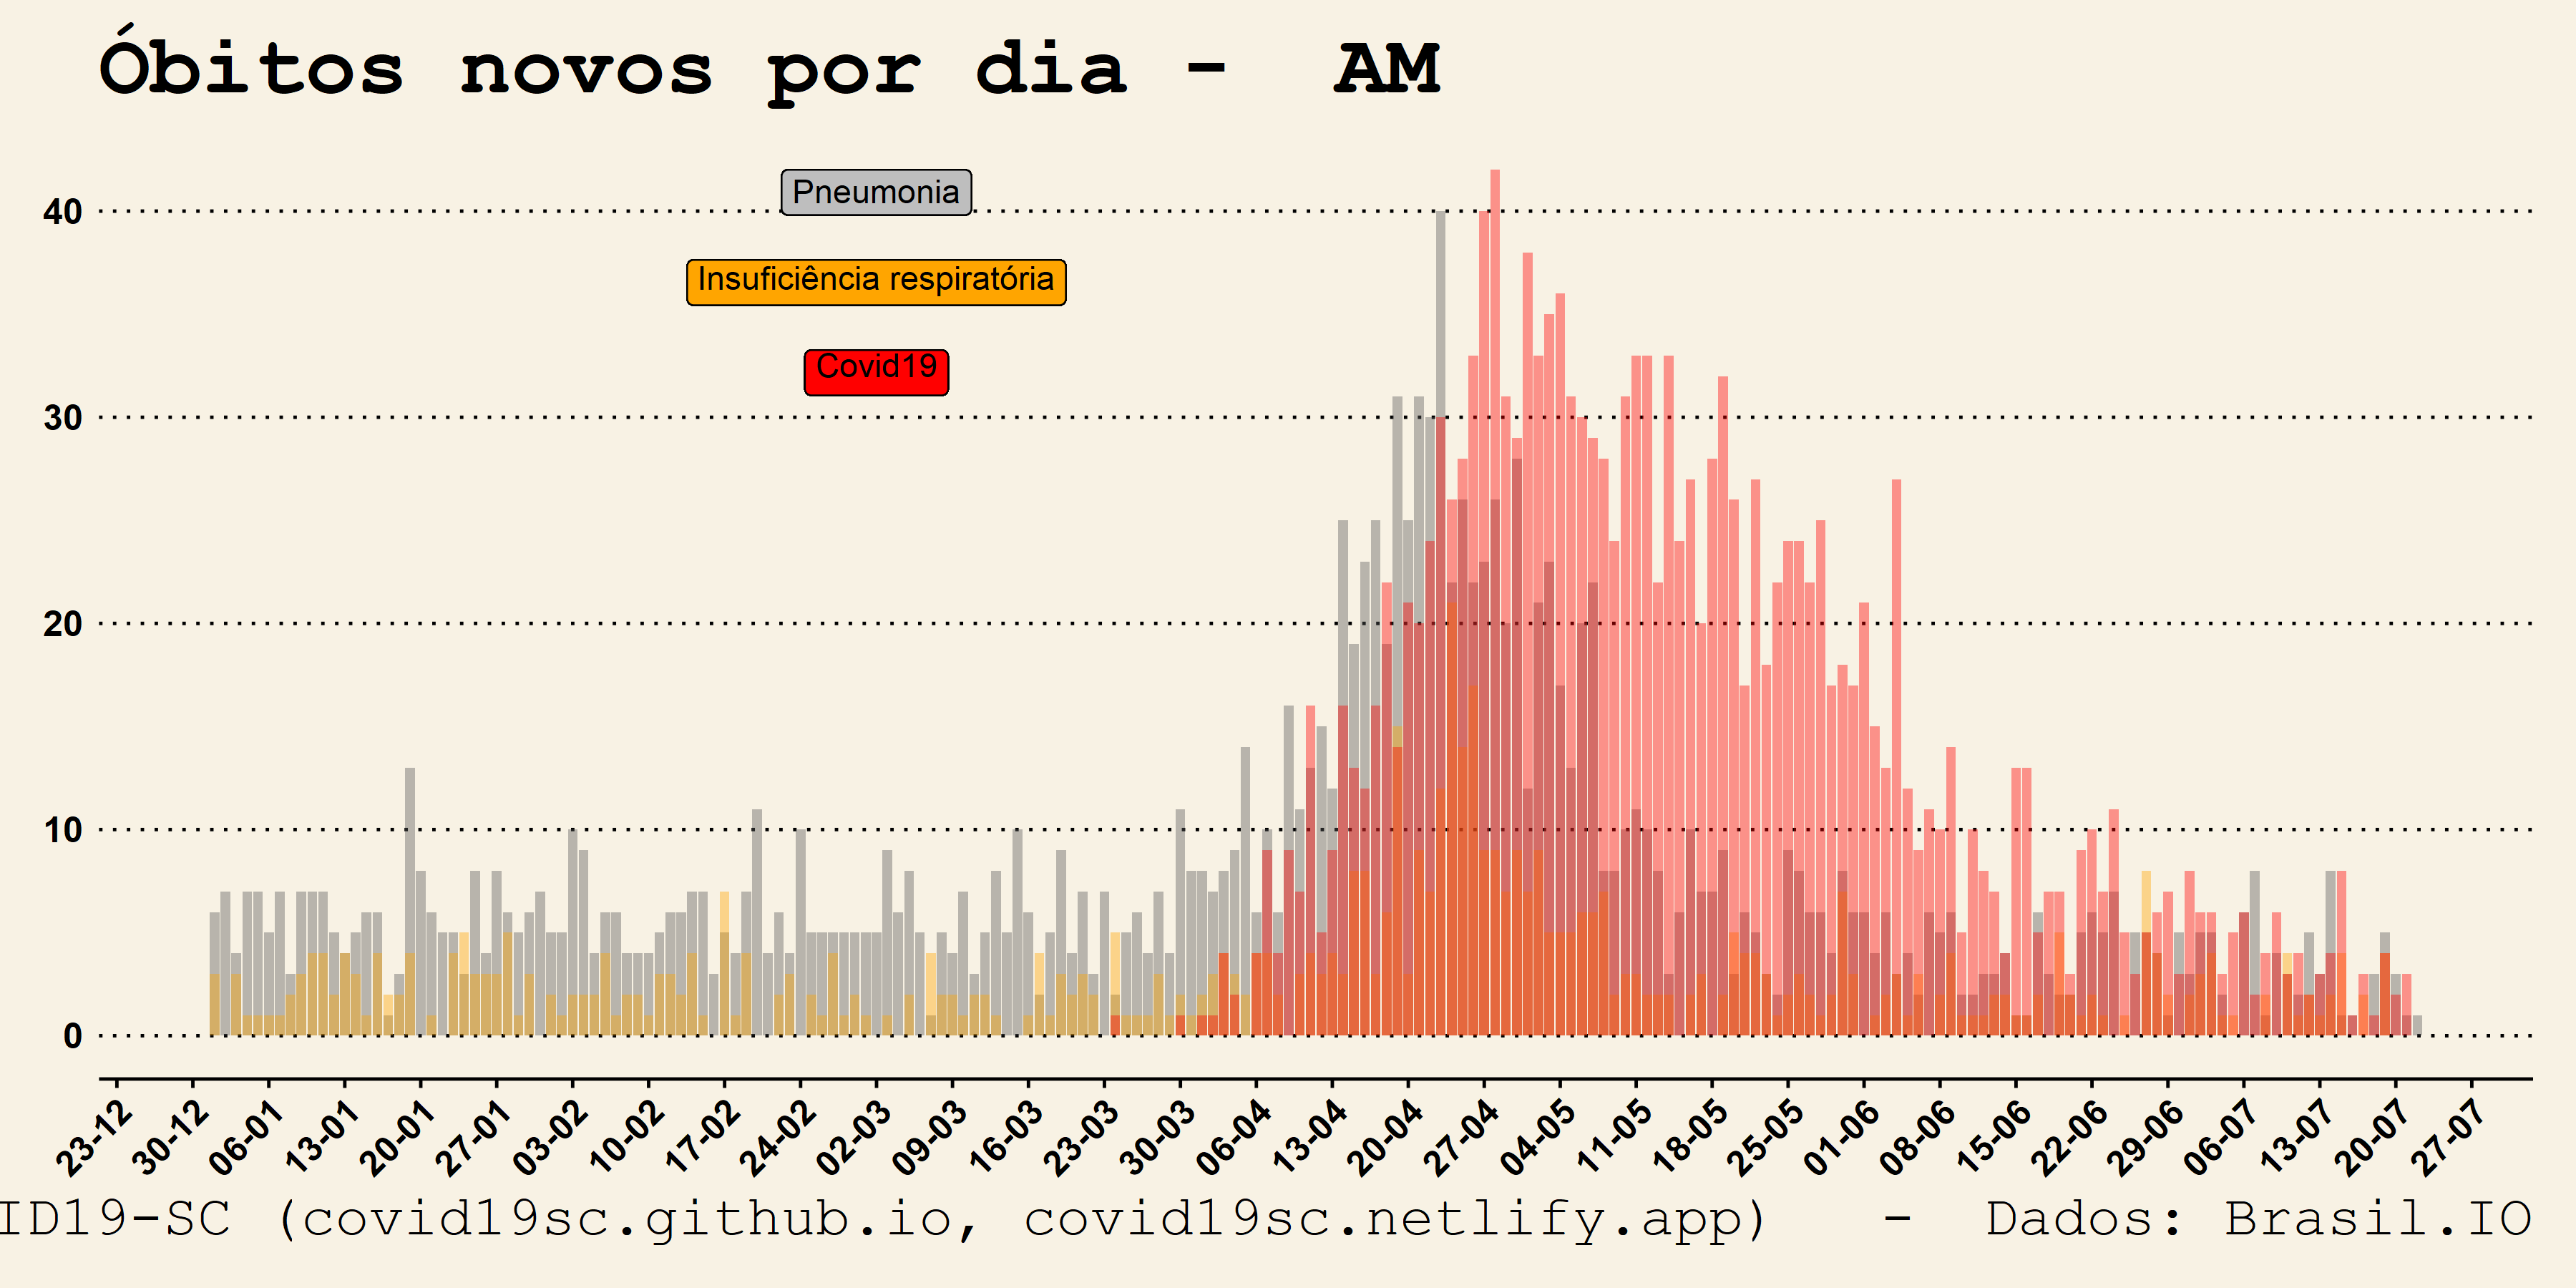 Óbitos novos por dia - AM
Pneumonia
Insuficiência respiratória
Covid19
40
30
20
10
0
23-12 30-12 06-01 13-01 20-01 27-01 03-02 10-02 17-02 24-02 02-03 09-03 16-03 23-03 30-03 06-04 13-04 20-04 27-04 04-05 11-05 18-05 25-05 01-06 08-06 15-06 22-06 29-06 06-07 13-07 20-07 27-07
ID19-SC (covid19sc.github.io, covid19sc.netlify.app) - Dados: Brasil.IO